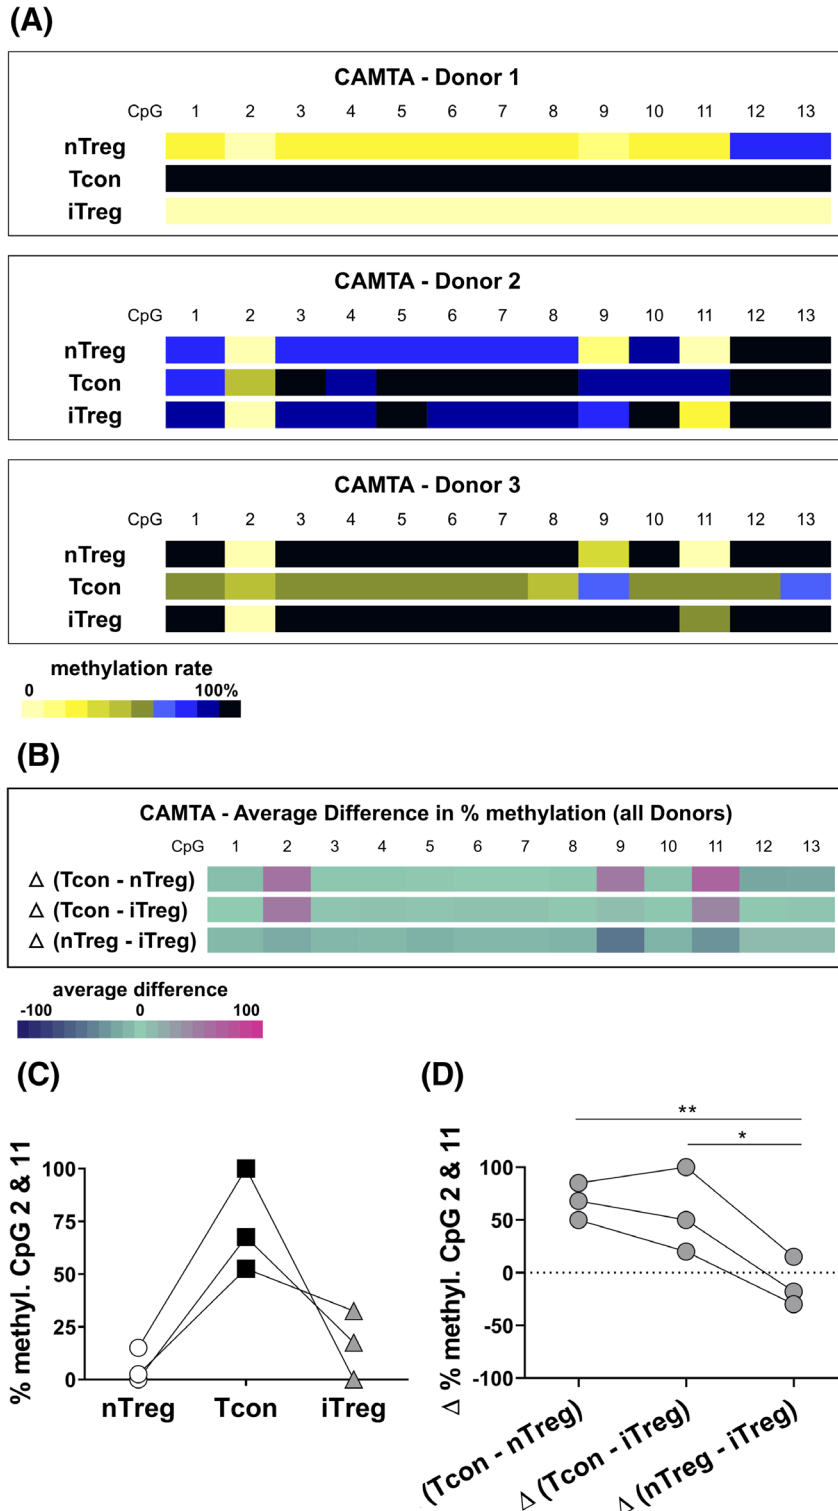 (A)
CAMTA - Donor 1
CpG 1 2 3 4 5 6 7 8 9 10 11 12 13
nTreg
Tcon
iTreg
CAMTA - Donor 2
CpG 1 2 3 4 5 6 7 8 9 10 11 12 13
nTreg
Tcon
iTreg
CAMTA - Donor 3
CpG 1 2 3 4 5 6 7 8 9 10 11 12 13
nTreg
Tcon
iTreg
methylation rate
0 100%
(B)
CAMTA - Average Difference in % methylation (all Donors)
CpG 1 2 3 4 5 6 7 8 9 10 11 12 13
Δ (Tcon - nTreg)
Δ (Tcon - iTreg)
Δ (nTreg - iTreg)
average difference
-100 0 100
(C)
% methyl. CpG 2 & 11
100
75
50
25
0
nTreg Tcon iTreg
(D)
Δ % methyl. CpG 2 & 11
**
*
100
50
0
-50
-100
(Tcon - nTreg)
Δ (Tcon - iTreg)
Δ (nTreg - iTreg)